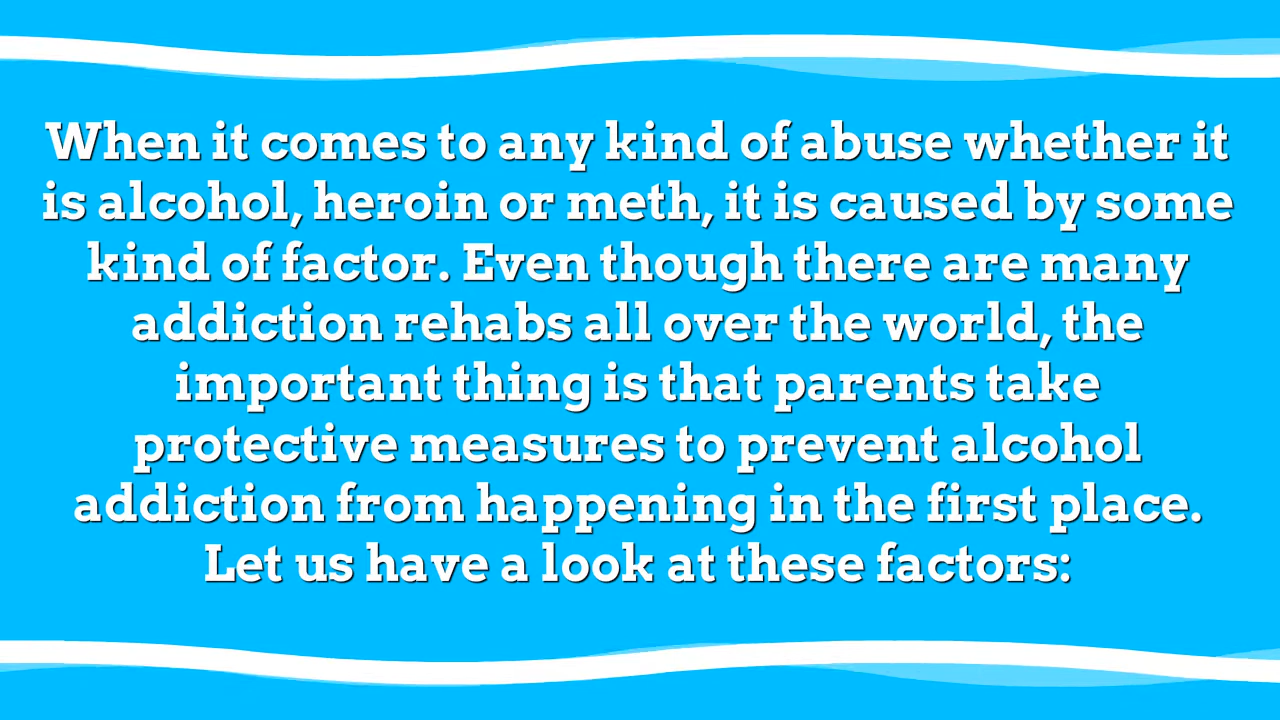 When it comes to any kind of abuse whether it
is alcohol, heroin or meth, it is caused by some
kind of factor. Even though there are many
addiction rehabs all over the world, the
important thing is that parents take
protective measures to prevent alcohol
addiction from happening in the first place.
Let us have a look at these factors: